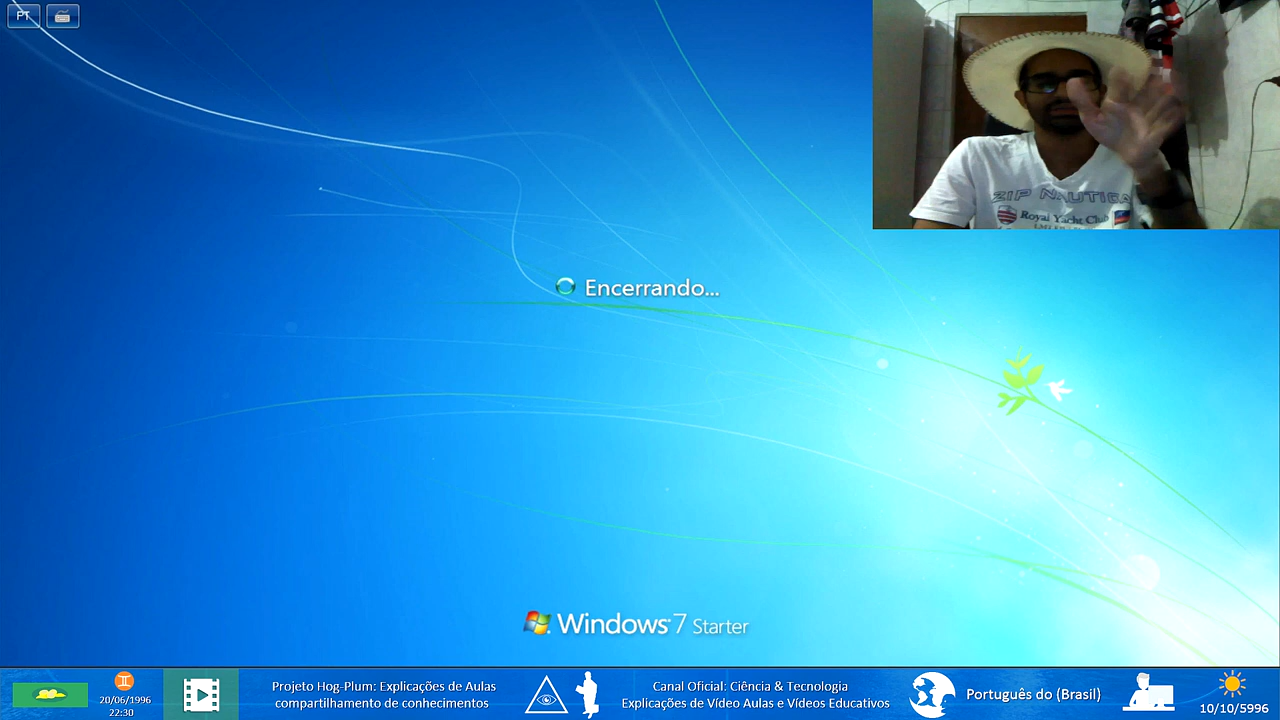 PT
ZIP NAUTICA
Royal Yacht Club
Encerrando...
Windows 7 Starter
20/06/1996
22:30
Projeto Hog-Plum: Explicações de Aulas
compartilhamento de conhecimentos
Canal Oficial: Ciência & Tecnologia
Explicações de Vídeo Aulas e Vídeos Educativos
Português do (Brasil)
10/10/5996